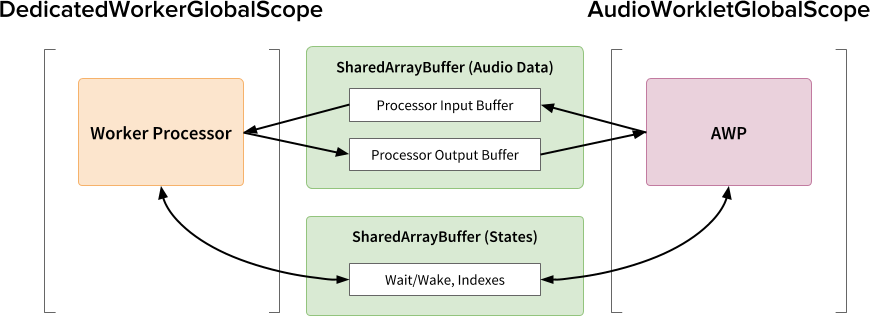 DedicatedWorkerGlobalScope
AudioWorkletGlobalScope
SharedArrayBuffer (Audio Data)
Processor Input Buffer
Worker Processor
AWP
Processor Output Buffer
SharedArrayBuffer (States)
Wait/Wake, Indexes